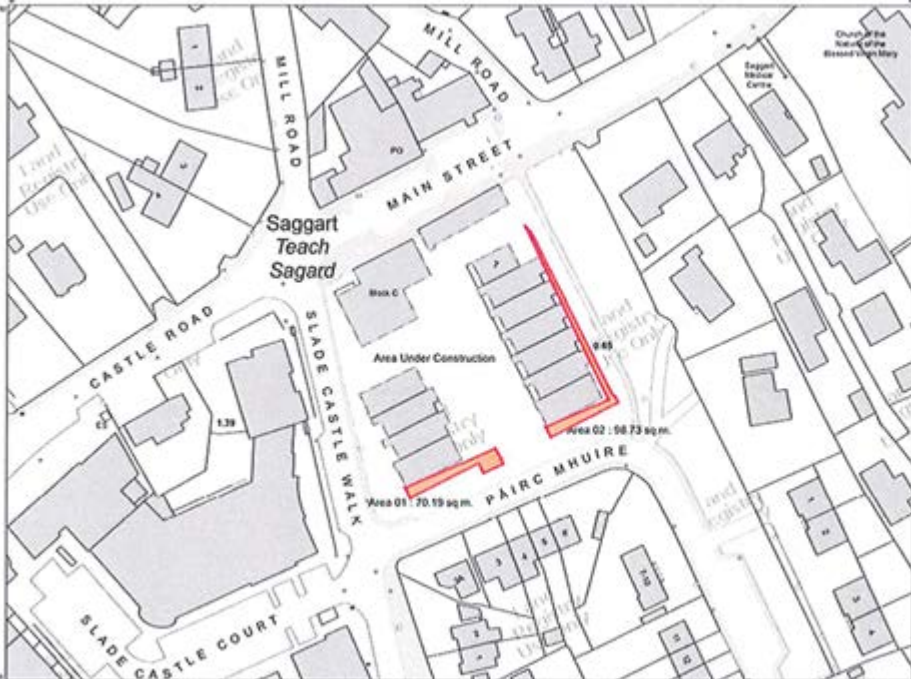 MILL ROAD
MILL ROAD
Church of the
Nativity of the
Blessed Virgin Mary
Saggart
Medical
Centre
PO
MAIN STREET
Saggart
Teach
Sagard
Block C
Area Under Construction
CASTLE ROAD
SLADE CASTLE WALK
0.65
1.39
Area 02 : 98.73 sq m.
Area 01 : 70.19 sq m.
PÁIRC MHUIRE
SLADE
CASTLE COURT
Land
Registry
Use Only